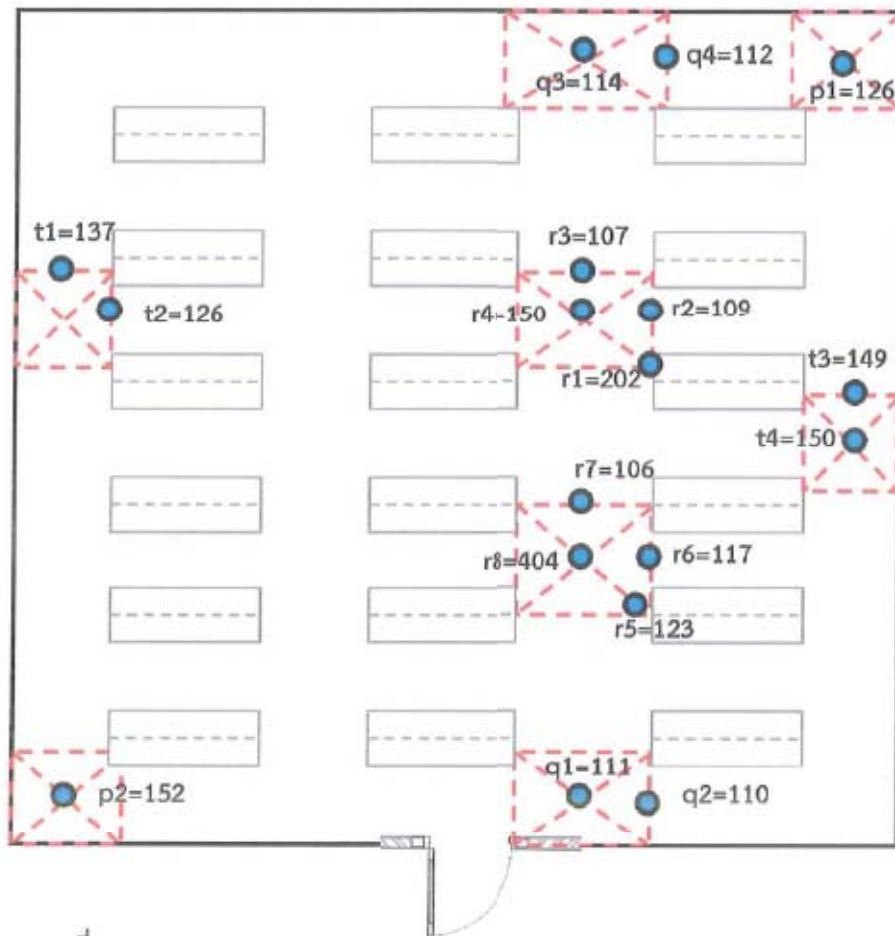 q4=112
q3=114
p1=126
t1=137
r3=107
t2=126
r4-150
r2=109
t3=149
r1=202
t4=150
r7=106
r8=404
r6=117
r5=123
q1-111
p2=152
q2=110